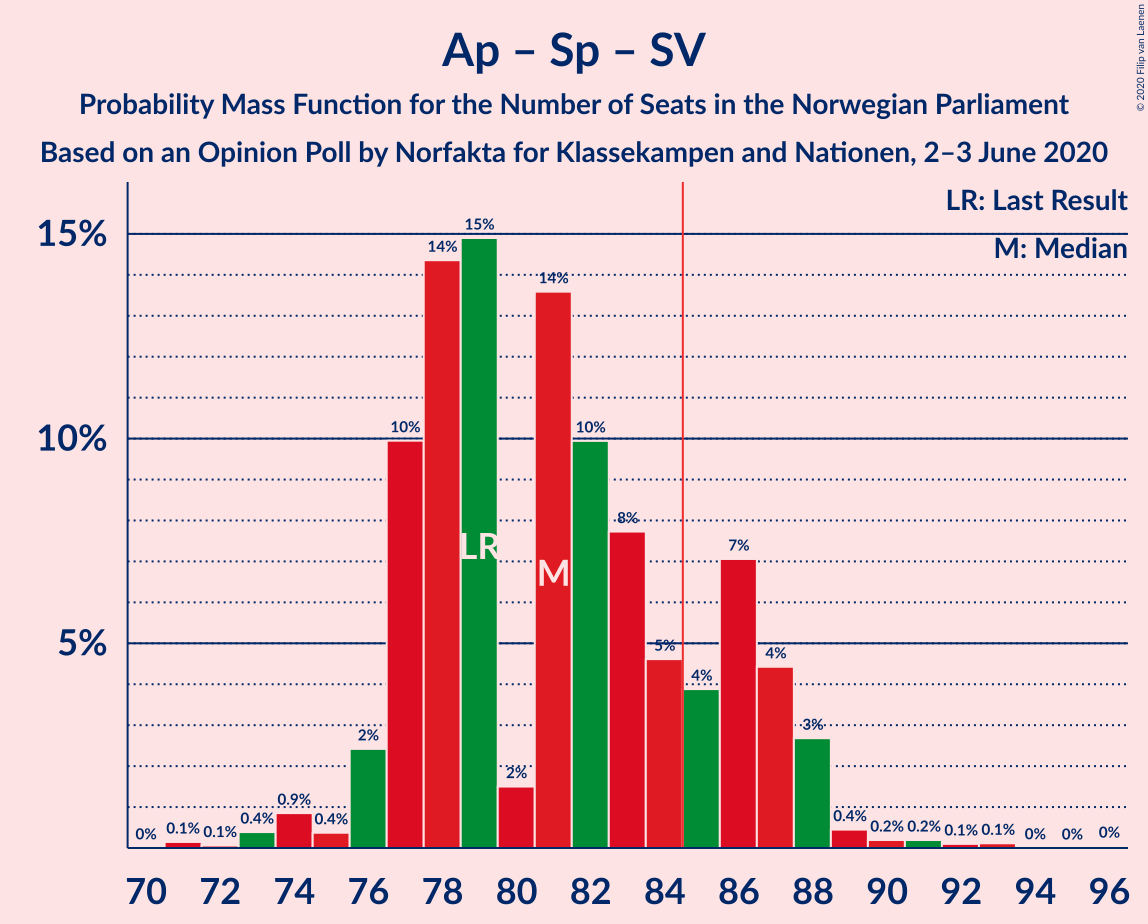 © 2020 Filip van Laenen
Ap – Sp – SV
Probability Mass Function for the Number of Seats in the Norwegian Parliament
Based on an Opinion Poll by Norfakta for Klassekampen and Nationen, 2–3 June 2020
LR: Last Result
M: Median
15%
10%
5%
0% 0.1% 0.1% 0.4% 0.9% 0.4% 2% 10% 14% 15% 2% 14% 10% 8% 5% 4% 7% 4% 3% 0.4% 0.2% 0.2% 0.1% 0.1% 0% 0% 0%
LR
M
70 72 74 76 78 80 82 84 86 88 90 92 94 96